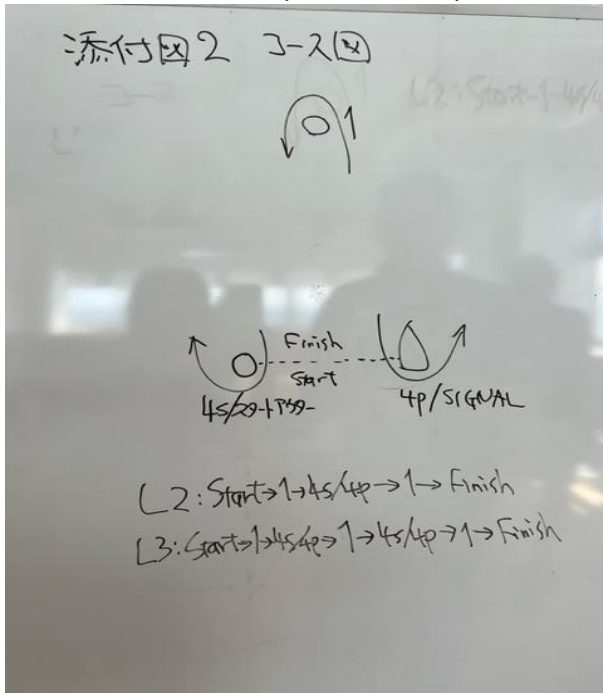 添付図2 コース図
1
Finish
Start
4s/スタートマーク
4P/SIGNAL
L2:Start→1→4s/4p→1→Finish
L3:Start→1→4s/4p→1→4s/4p→1→Finish